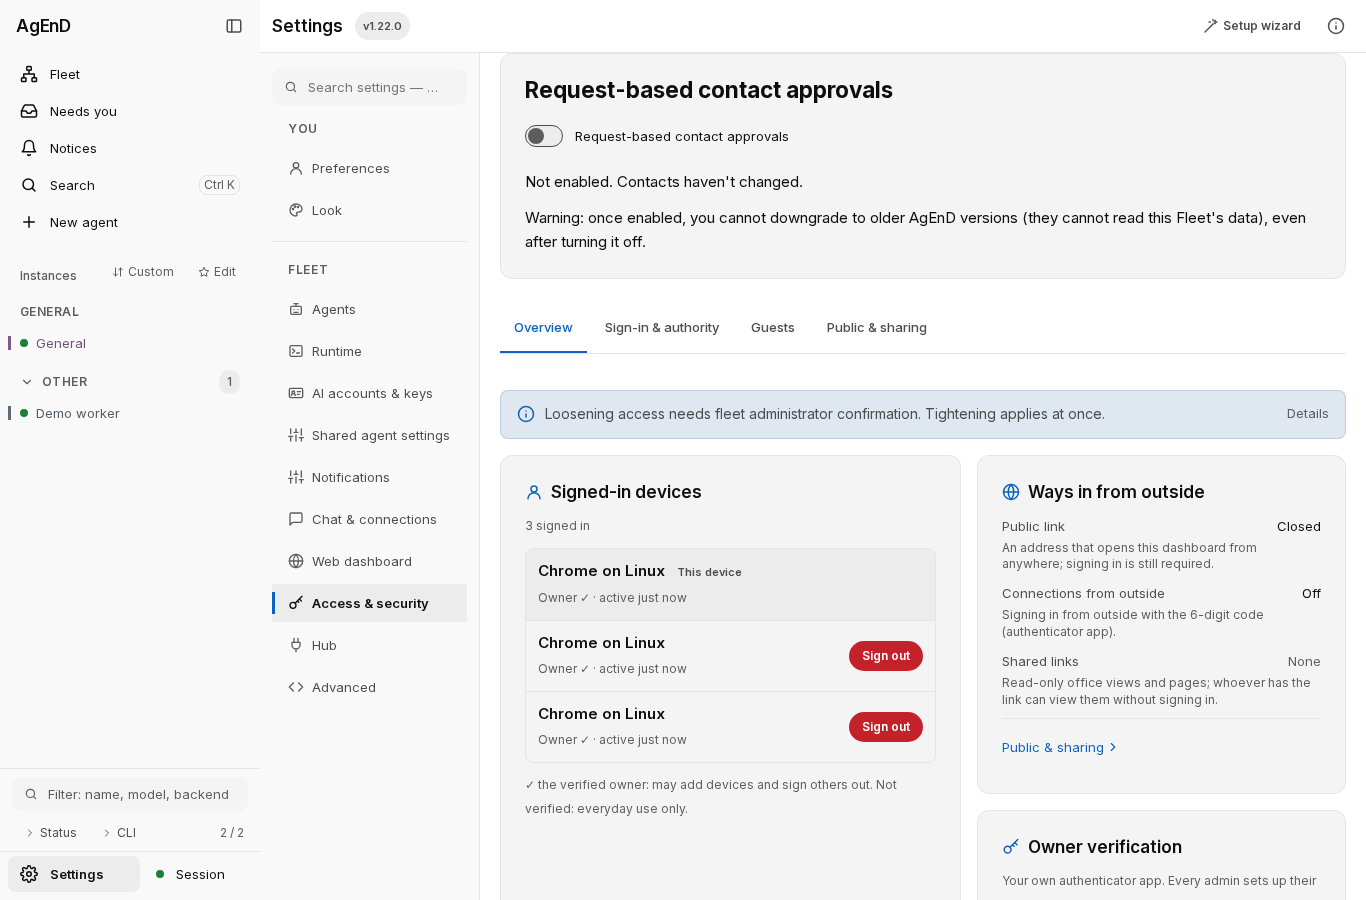 AgEnD
Fleet
Needs you
Notices
Search
Ctrl K
New agent
Instances
Custom
Edit
GENERAL
General
OTHER
1
Demo worker
Filter: name, model, backend
Status
CLI
2 / 2
Settings
Session
Settings
v1.22.0
Setup wizard
Search settings — …
YOU
Preferences
Look
FLEET
Agents
Runtime
AI accounts & keys
Shared agent settings
Notifications
Chat & connections
Web dashboard
Access & security
Hub
Advanced
Request-based contact approvals
Request-based contact approvals
Not enabled. Contacts haven't changed.
Warning: once enabled, you cannot downgrade to older AgEnD versions (they cannot read this Fleet's data), even
after turning it off.
Overview
Sign-in & authority
Guests
Public & sharing
Loosening access needs fleet administrator confirmation. Tightening applies at once.
Details
Signed-in devices
3 signed in
Chrome on Linux
This device
Owner ✓ · active just now
Chrome on Linux
Owner ✓ · active just now
Sign out
Chrome on Linux
Owner ✓ · active just now
Sign out
✓ the verified owner: may add devices and sign others out. Not
verified: everyday use only.
Ways in from outside
Public link
Closed
An address that opens this dashboard from
anywhere; signing in is still required.
Connections from outside
Off
Signing in from outside with the 6-digit code
(authenticator app).
Shared links
None
Read-only office views and pages; whoever has the
link can view them without signing in.
Public & sharing
Owner verification
Your own authenticator app. Every admin sets up their